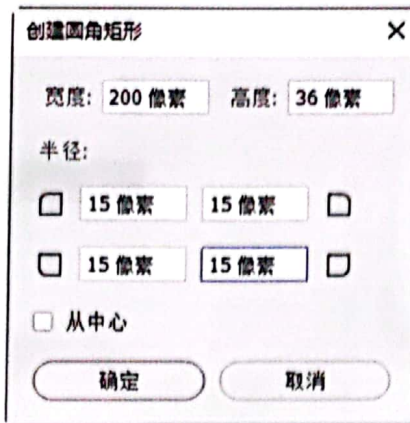 创建圆角矩形
宽度: 200 像素 高度: 36 像素
半径:
15 像素 15 像素
15 像素 15 像素
从中心
确定 取消